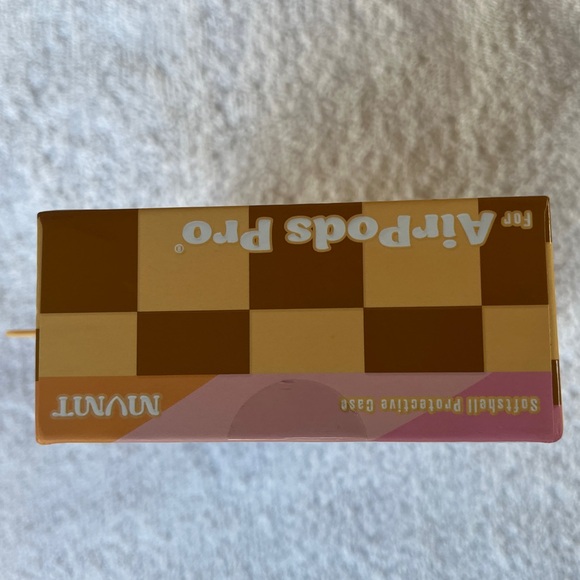 Softshell Protective Case
MVMT
for AirPods Pro®